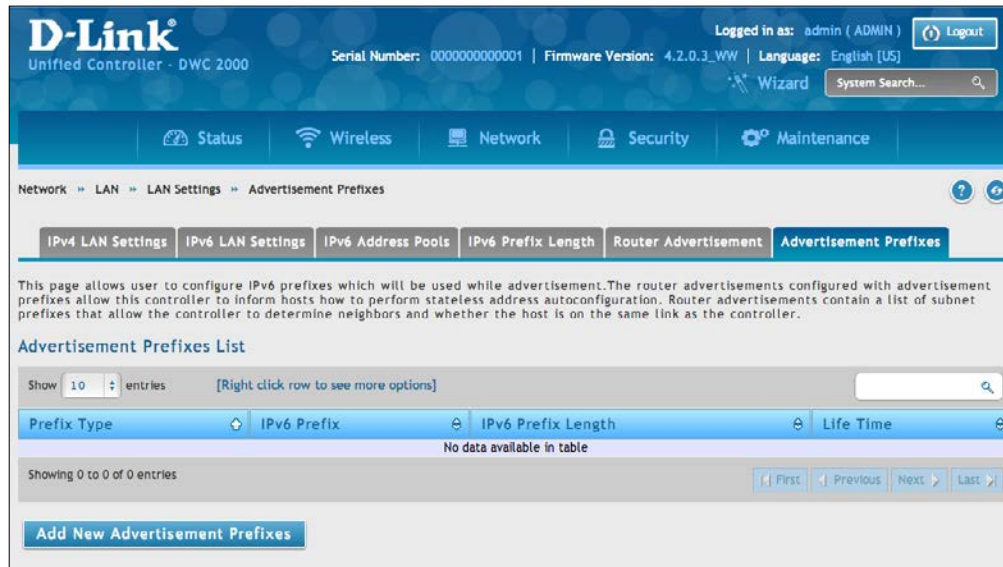 D-Link®
Unified Controller - DWC 2000
Logged in as: admin ( ADMIN ) Logout
Serial Number: 0000000000001 | Firmware Version: 4.2.0.3_WW | Language: English [US]
Wizard System Search...
Status Wireless Network Security Maintenance
Network » LAN » LAN Settings » Advertisement Prefixes
IPv4 LAN Settings IPv6 LAN Settings IPv6 Address Pools IPv6 Prefix Length Router Advertisement Advertisement Prefixes
This page allows user to configure IPv6 prefixes which will be used while advertisement.The router advertisements configured with advertisement
prefixes allow this controller to inform hosts how to perform stateless address autoconfiguration. Router advertisements contain a list of subnet
prefixes that allow the controller to determine neighbors and whether the host is on the same link as the controller.
Advertisement Prefixes List
Show 10 entries [Right click row to see more options]
Prefix Type IPv6 Prefix IPv6 Prefix Length Life Time
No data available in table
Showing 0 to 0 of 0 entries
First Previous Next Last
Add New Advertisement Prefixes